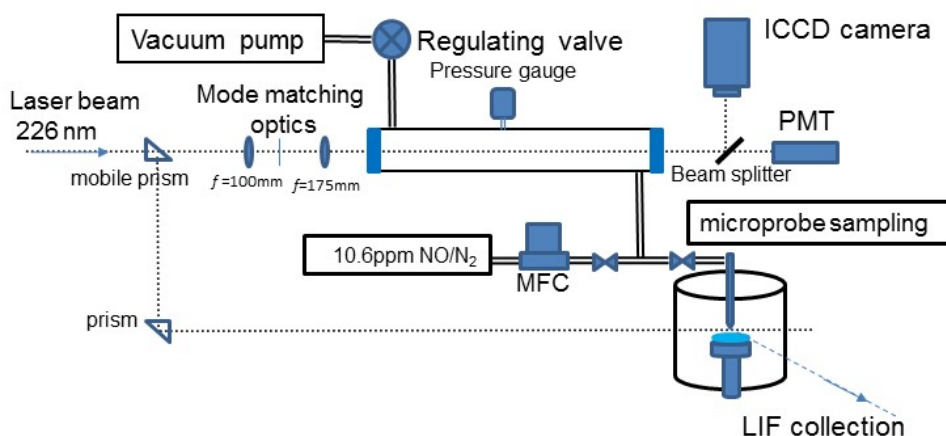 Vacuum pump
Regulating valve
Pressure gauge
ICCD camera
Laser beam
226 nm
Mode matching
optics
PMT
mobile prism
f=100mm
f=175mm
Beam splitter
microprobe sampling
10.6ppm NO/N₂
MFC
prism
LIF collection